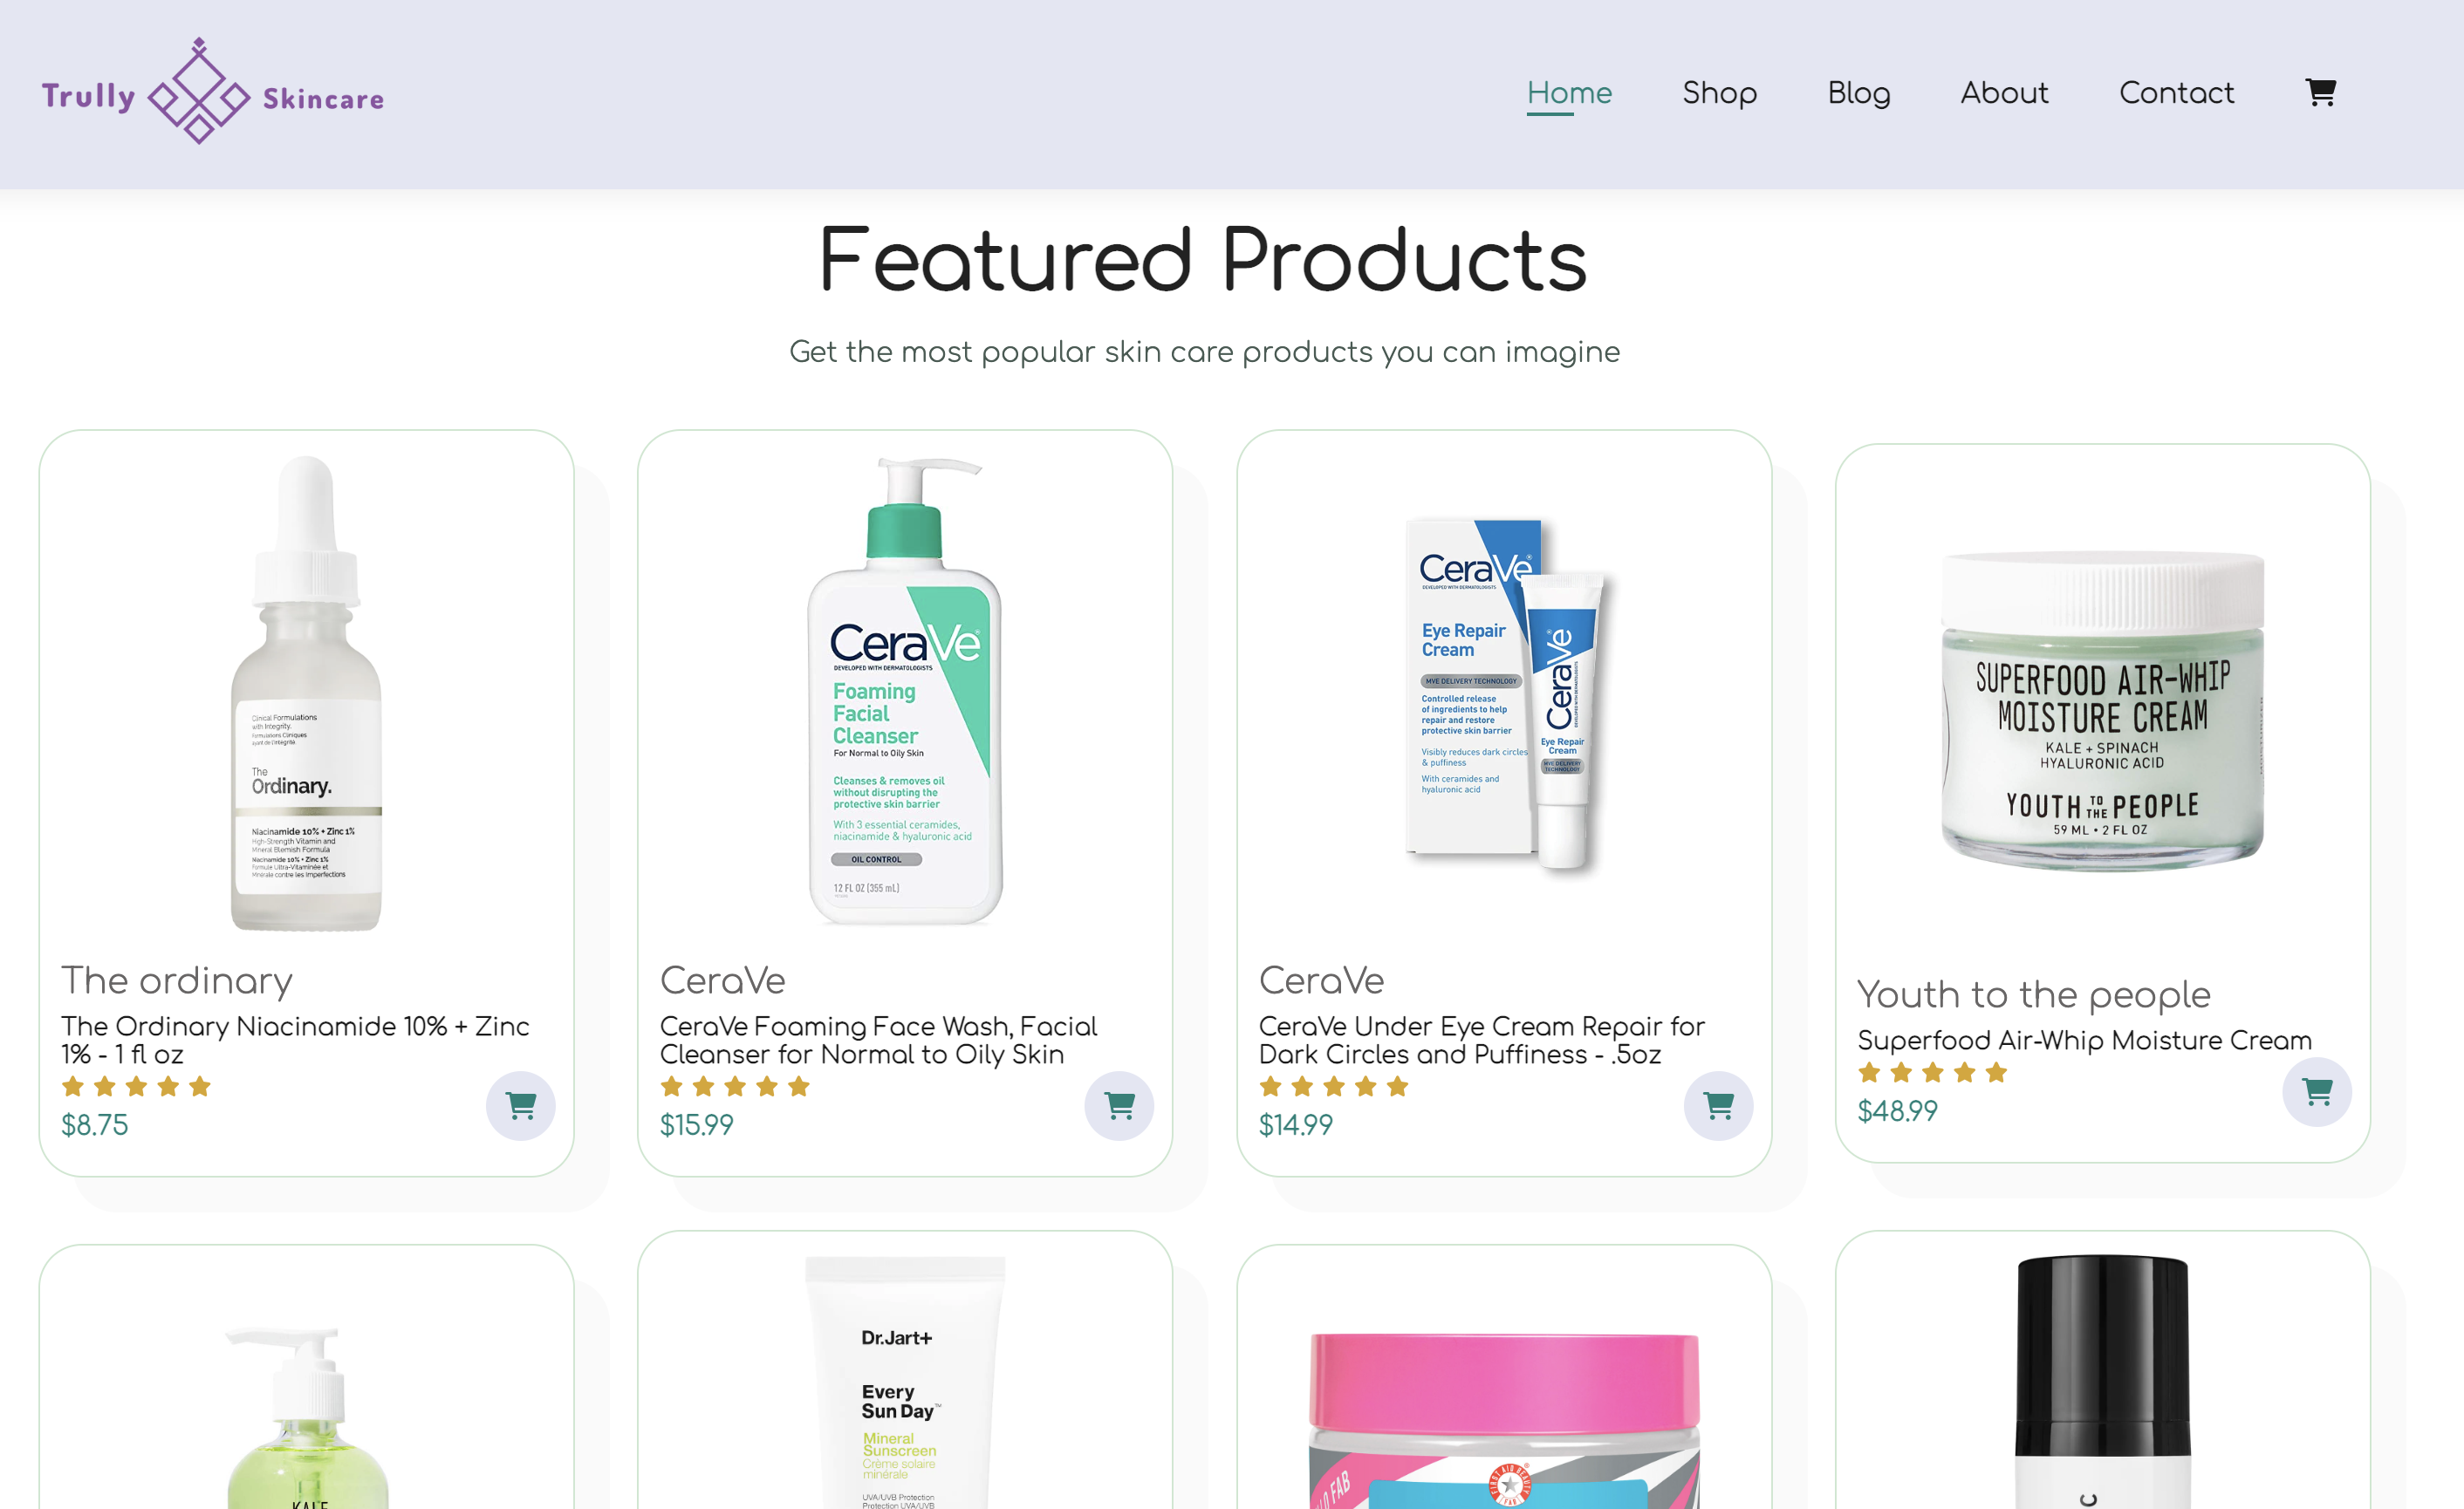 Trully Skincare
Home Shop Blog About Contact
Featured Products
Get the most popular skin care products you can imagine
Clinical Formulations
with Integrity.
Formulations Cliniques
ayant de l'intégrité.
The
Ordinary.
Niacinamide 10% + Zinc 1%
High-Strength Vitamin and
Mineral Blemish Formula
Niacinamide 10% + Zinc 1%
Formule Ultra-Vitaminée et
Minérale contre les Imperfections
The ordinary
The Ordinary Niacinamide 10% + Zinc
1% - 1 fl oz
$8.75
CeraVe
DEVELOPED WITH DERMATOLOGISTS
Foaming
Facial
Cleanser
For Normal to Oily Skin
Cleanses & removes oil
without disrupting the
protective skin barrier
With 3 essential ceramides,
niacinamide & hyaluronic acid
OIL CONTROL
12 FL OZ (355 mL)
CeraVe
CeraVe Foaming Face Wash, Facial
Cleanser for Normal to Oily Skin
$15.99
CeraVe
DEVELOPED WITH DERMATOLOGISTS
Eye Repair
Cream
MVE DELIVERY TECHNOLOGY
Controlled release
of ingredients to help
repair and restore
protective skin barrier
Visibly reduces dark circles
& puffiness
With ceramides and
hyaluronic acid
CeraVe
DEVELOPED WITH DERMATOLOGISTS
Eye Repair
Cream
MVE DELIVERY
TECHNOLOGY
CeraVe
CeraVe Under Eye Cream Repair for
Dark Circles and Puffiness - .5oz
$14.99
SUPERFOOD AIR-WHIP
MOISTURE CREAM
KALE + SPINACH
HYALURONIC ACID
YOUTH TO THE PEOPLE
59 ML • 2 FL OZ
Youth to the people
Superfood Air-Whip Moisture Cream
$48.99
KALE
Dr.Jart+
Every
Sun Day™
Mineral
Sunscreen
Crème solaire
minérale
UVA/UVB Protection
Protection UVA/UVB
FAB
FIRST AID BEAUTY
FAB
C